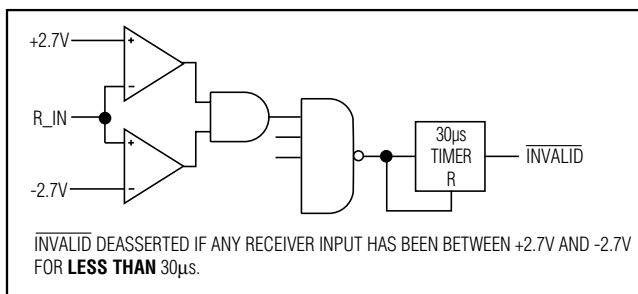 +2.7V
+
-
R_IN
+
-
-2.7V
30µs
TIMER
R
INVALID
INVALID DEASSERTED IF ANY RECEIVER INPUT HAS BEEN BETWEEN +2.7V AND -2.7V
FOR LESS THAN 30µs.